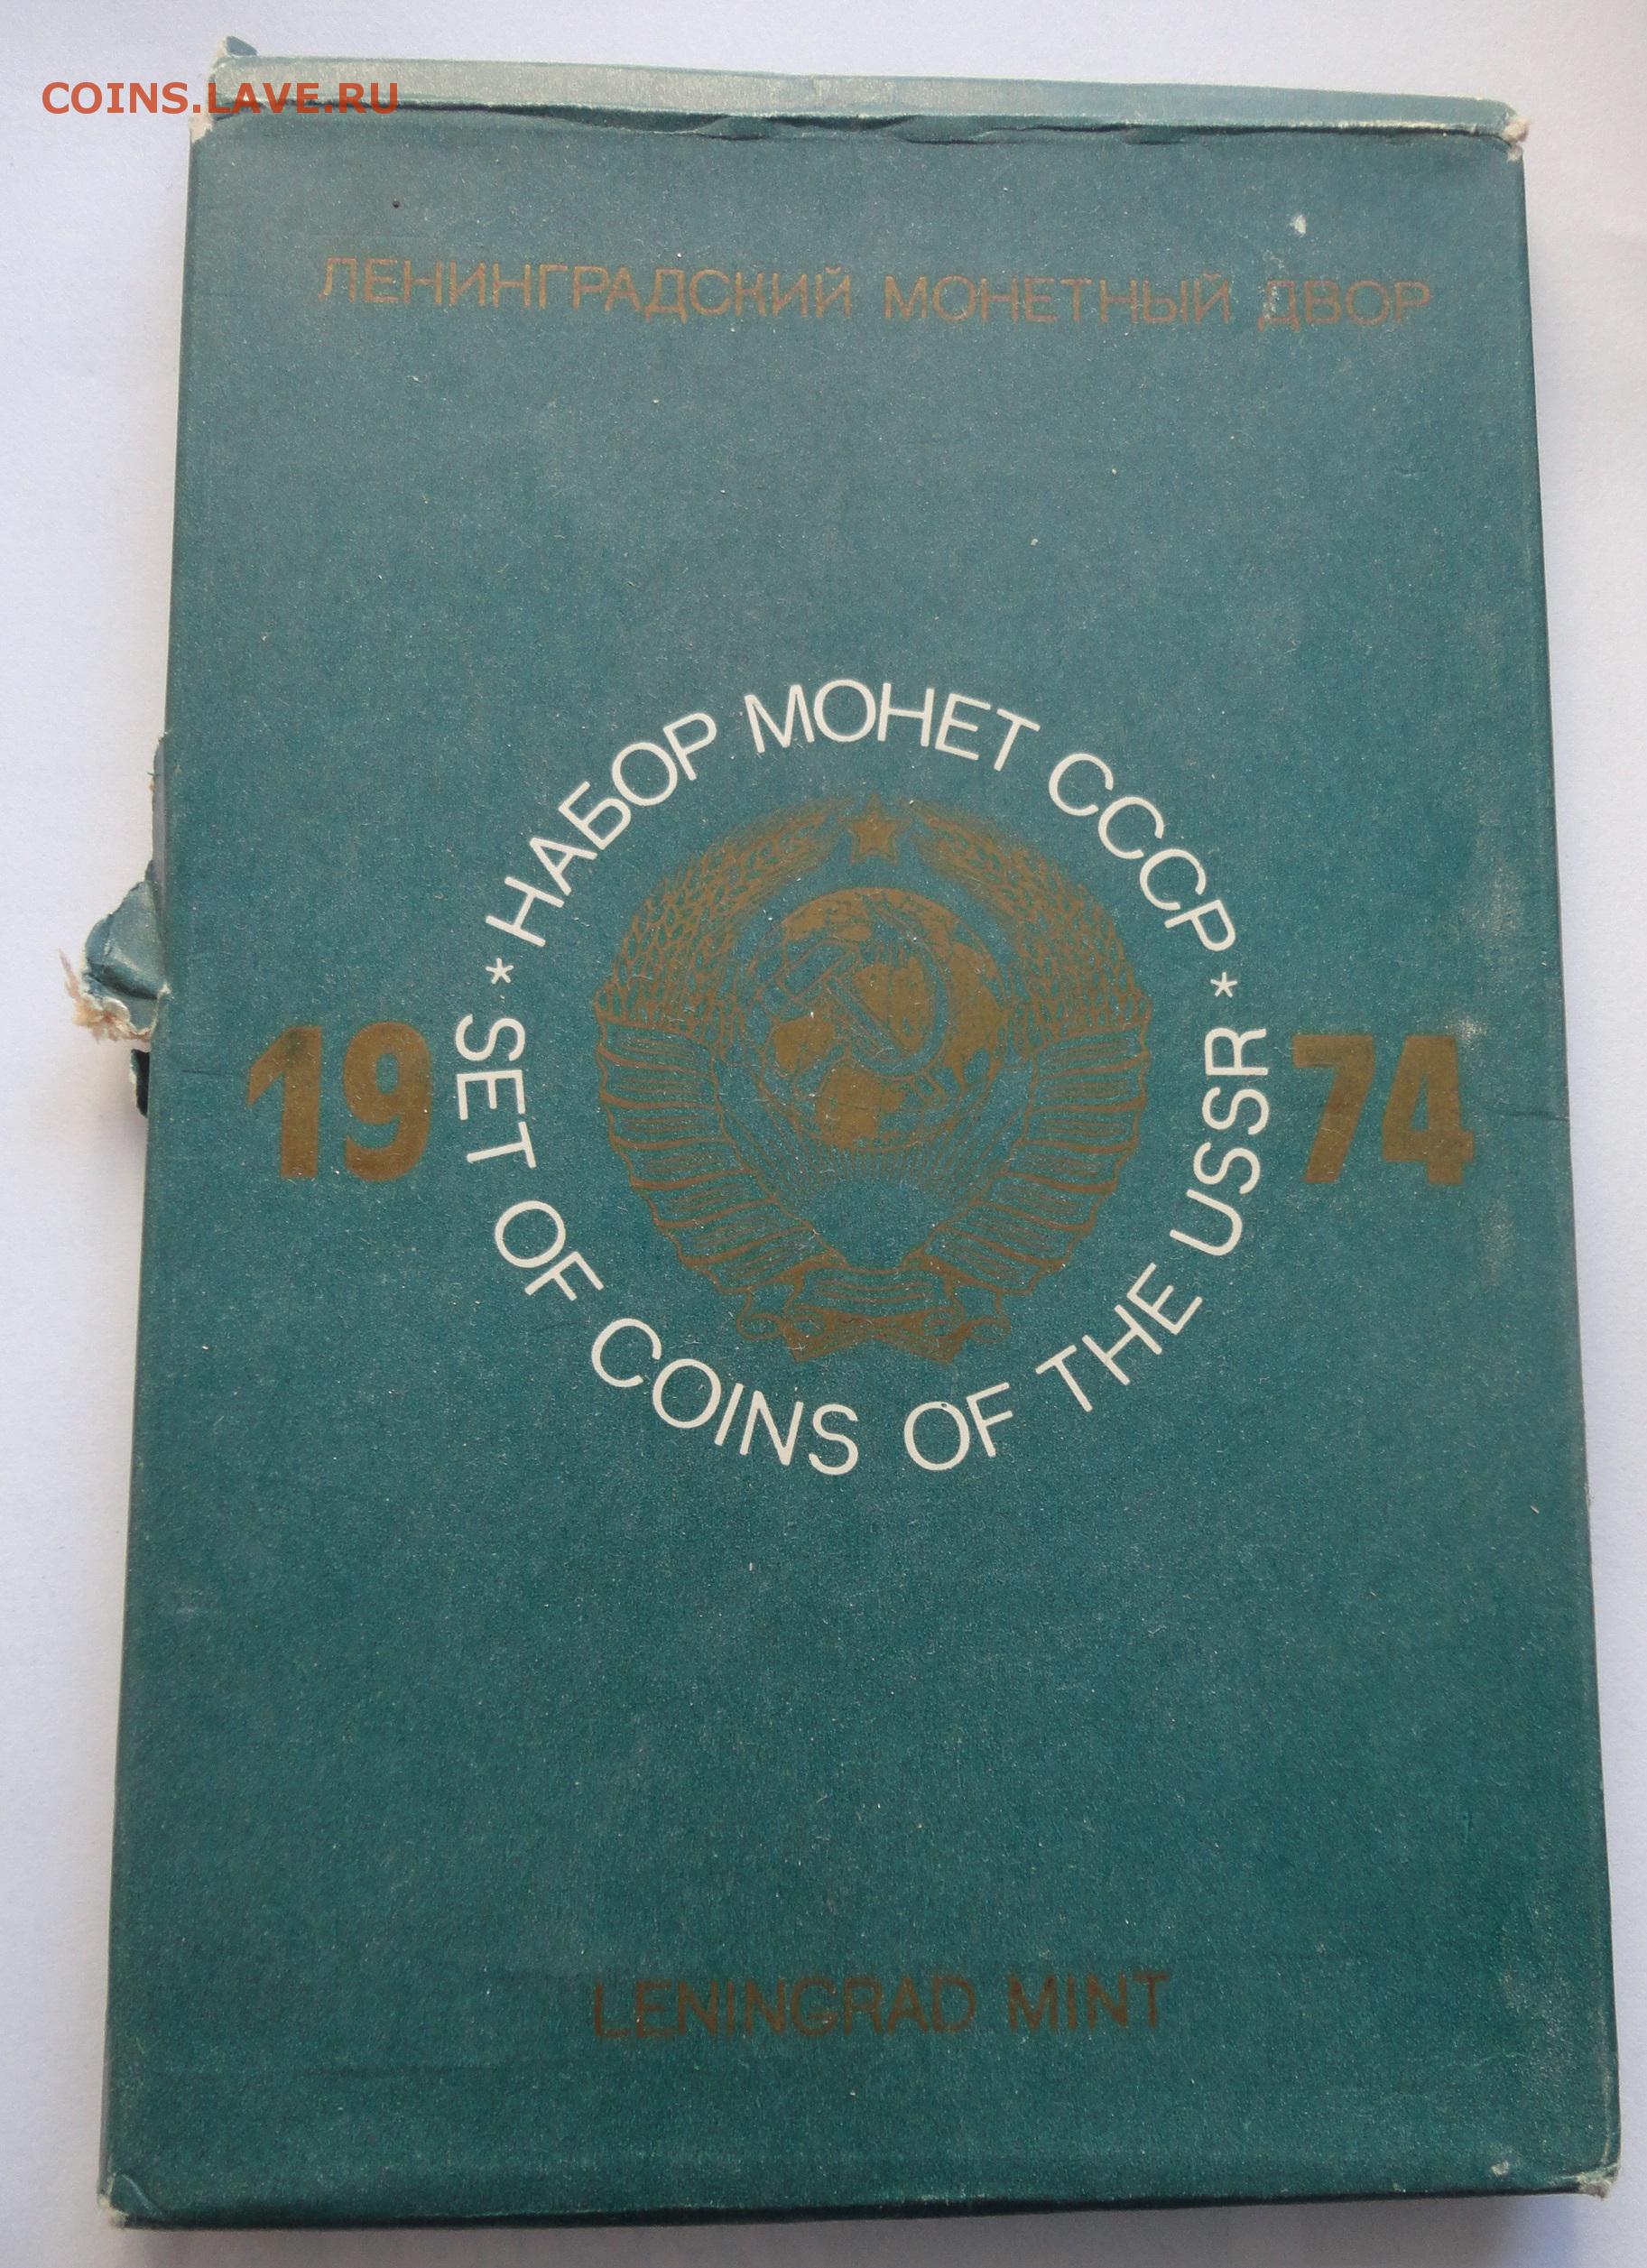 COINS.LAVE.RU
ЛЕНИНГРАДСКИЙ МОНЕТНЫЙ ДВОР
* НАБОР МОНЕТ СССР *
19 74
SET OF COINS OF THE USSR
LENINGRAD MINT